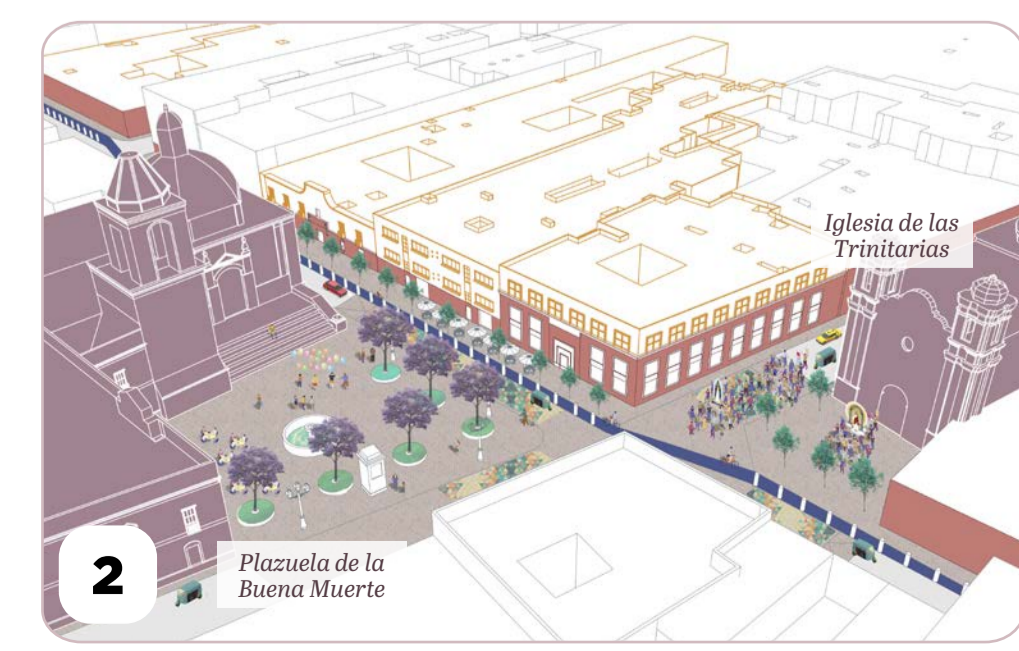 Iglesia de las
Trinitarias
2
Plazuela de la
Buena Muerte